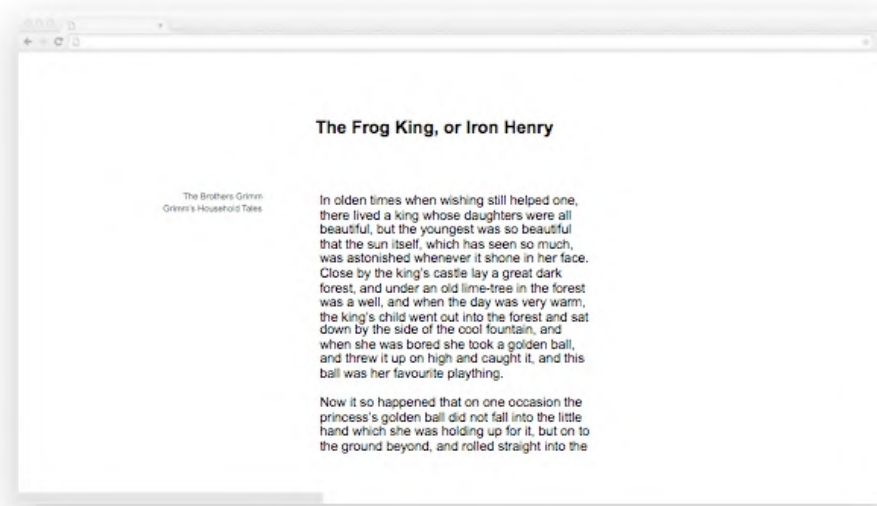 The Frog King, or Iron Henry
The Brothers Grimm
Grimm's Household Tales
In olden times when wishing still helped one,
there lived a king whose daughters were all
beautiful, but the youngest was so beautiful
that the sun itself, which has seen so much,
was astonished whenever it shone in her face.
Close by the king's castle lay a great dark
forest, and under an old lime-tree in the forest
was a well, and when the day was very warm,
the king's child went out into the forest and sat
down by the side of the cool fountain, and
when she was bored she took a golden ball,
and threw it up on high and caught it, and this
ball was her favourite plaything.
Now it so happened that on one occasion the
princess's golden ball did not fall into the little
hand which she was holding up for it, but on to
the ground beyond, and rolled straight into the